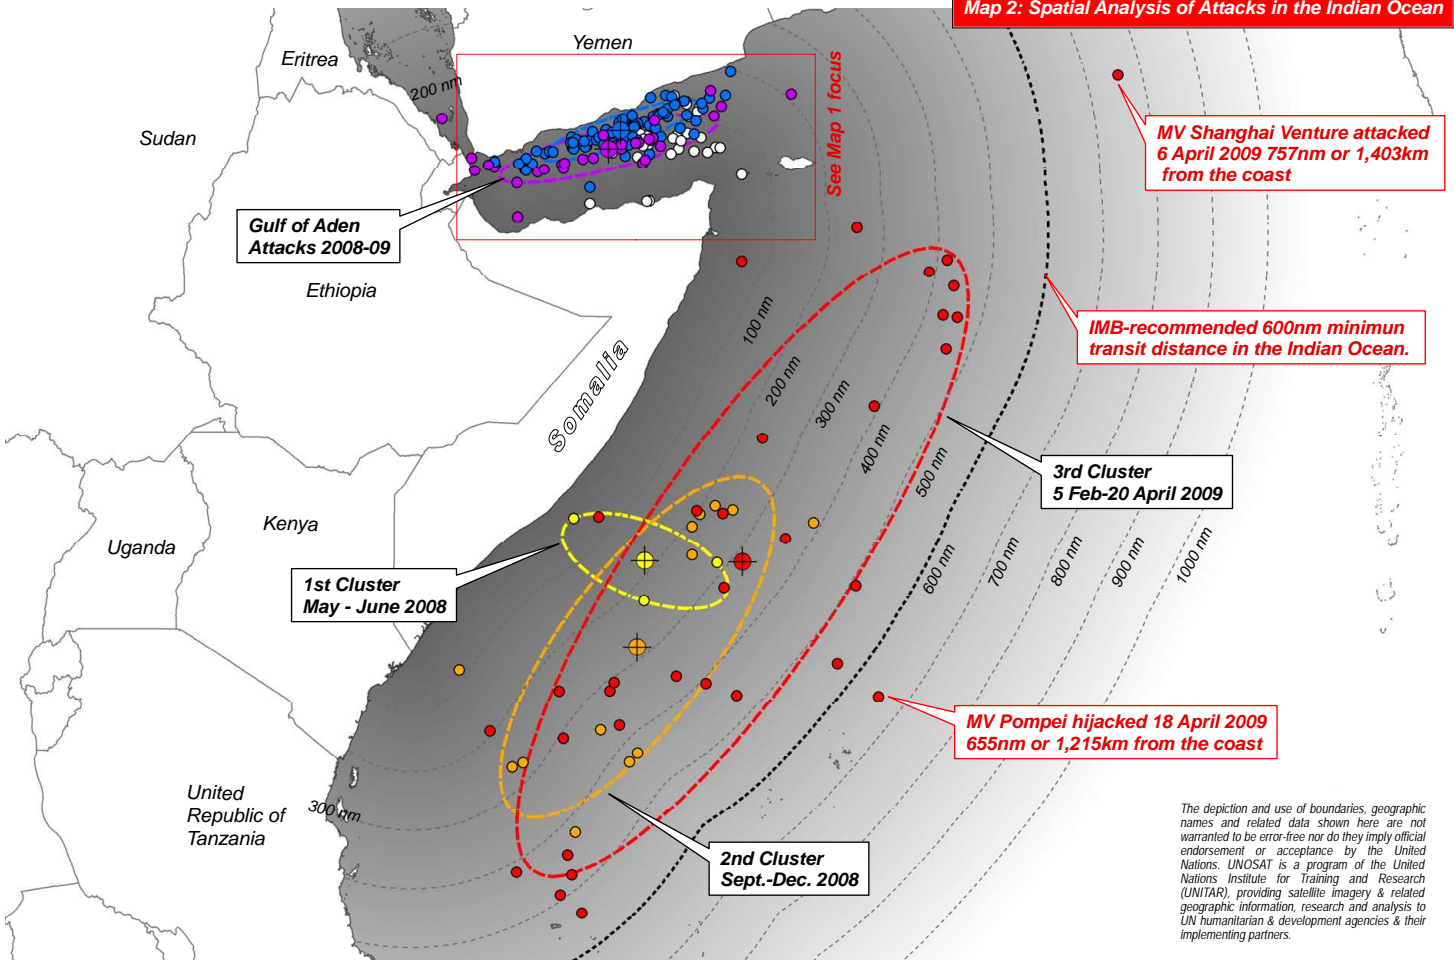 Map 2: Spatial Analysis of Attacks in the Indian Ocean
Yemen
Eritrea
200 nm
Sudan
See Map 1 focus
MV Shanghai Venture attacked
6 April 2009 757nm or 1,403km
from the coast
Gulf of Aden
Attacks 2008-09
Ethiopia
100 nm
IMB-recommended 600nm minimun
transit distance in the Indian Ocean.
Somalia
200 nm
300 nm
400 nm
500 nm
3rd Cluster
5 Feb-20 April 2009
Kenya
Uganda
600 nm
700 nm
800 nm
900 nm
1000 nm
1st Cluster
May - June 2008
MV Pompei hijacked 18 April 2009
655nm or 1,215km from the coast
United
Republic of
Tanzania
300 nm
2nd Cluster
Sept.-Dec. 2008
The depiction and use of boundaries, geographic
names and related data shown here are not
warranted to be error-free nor do they imply official
endorsement or acceptance by the United
Nations. UNOSAT is a program of the United
Nations Institute for Training and Research
(UNITAR), providing satellite imagery & related
geographic information, research and analysis to
UN humanitarian & development agencies & their
implementing partners.